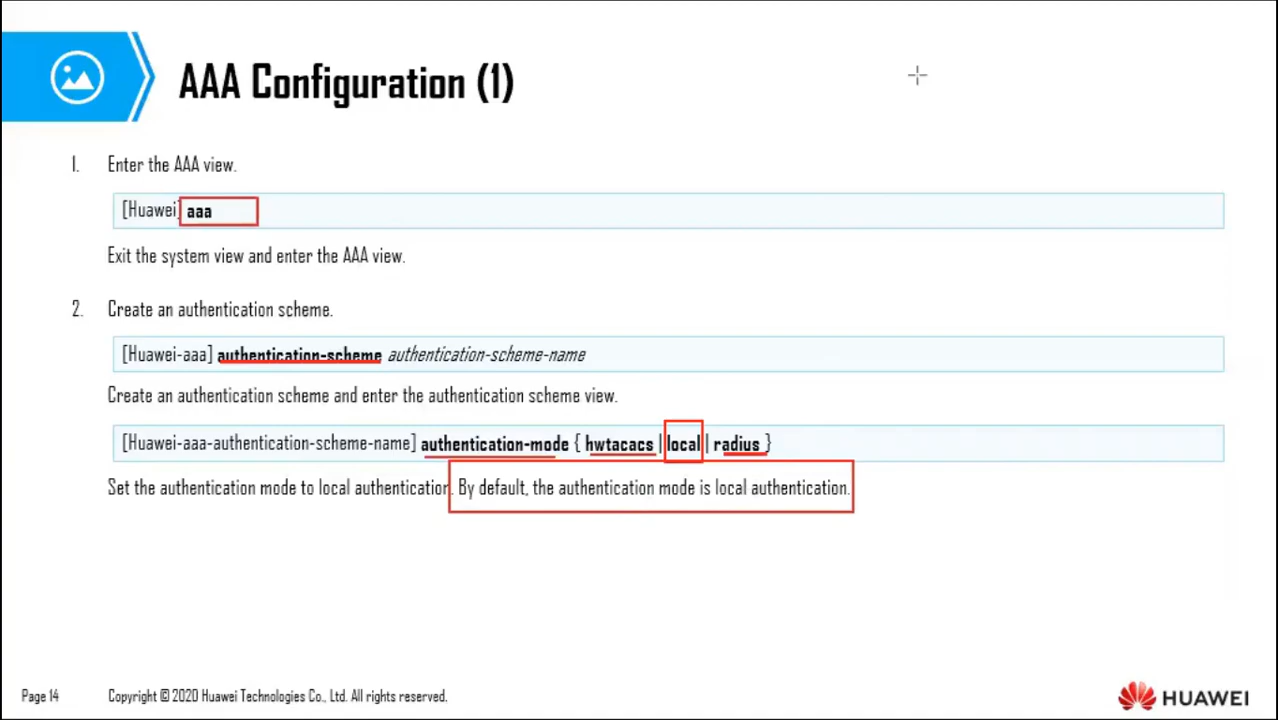 AAA Configuration (1)
1. Enter the AAA view.
[Huawei] aaa
Exit the system view and enter the AAA view.
2. Create an authentication scheme.
[Huawei-aaa] authentication-scheme authentication-scheme-name
Create an authentication scheme and enter the authentication scheme view.
[Huawei-aaa-authentication-scheme-name] authentication-mode { hwtacacs | local | radius }
Set the authentication mode to local authentication. By default, the authentication mode is local authentication.
Page 14 Copyright © 2020 Huawei Technologies Co., Ltd. All rights reserved.
HUAWEI